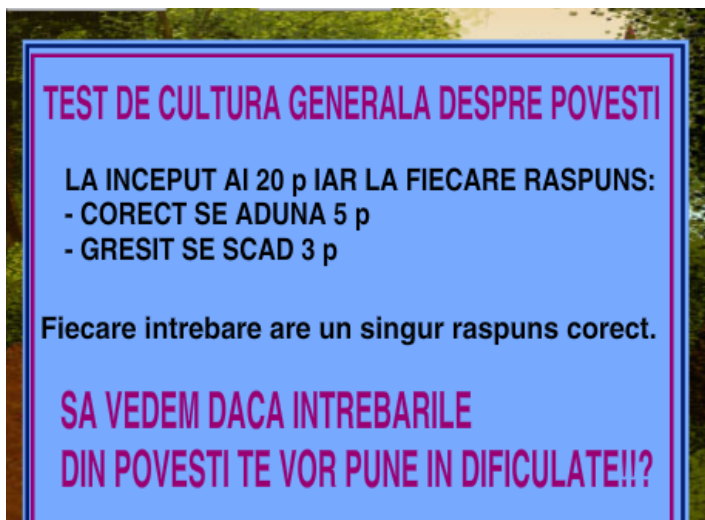 TEST DE CULTURA GENERALA DESPRE POVESTI
LA INCEPUT AI 20 p IAR LA FIECARE RASPUNS:
- CORECT SE ADUNA 5 p
- GRESIT SE SCAD 3 p
Fiecare intrebare are un singur raspuns corect.
SA VEDEM DACA INTREBARILE
DIN POVESTI TE VOR PUNE IN DIFICULATE!!?